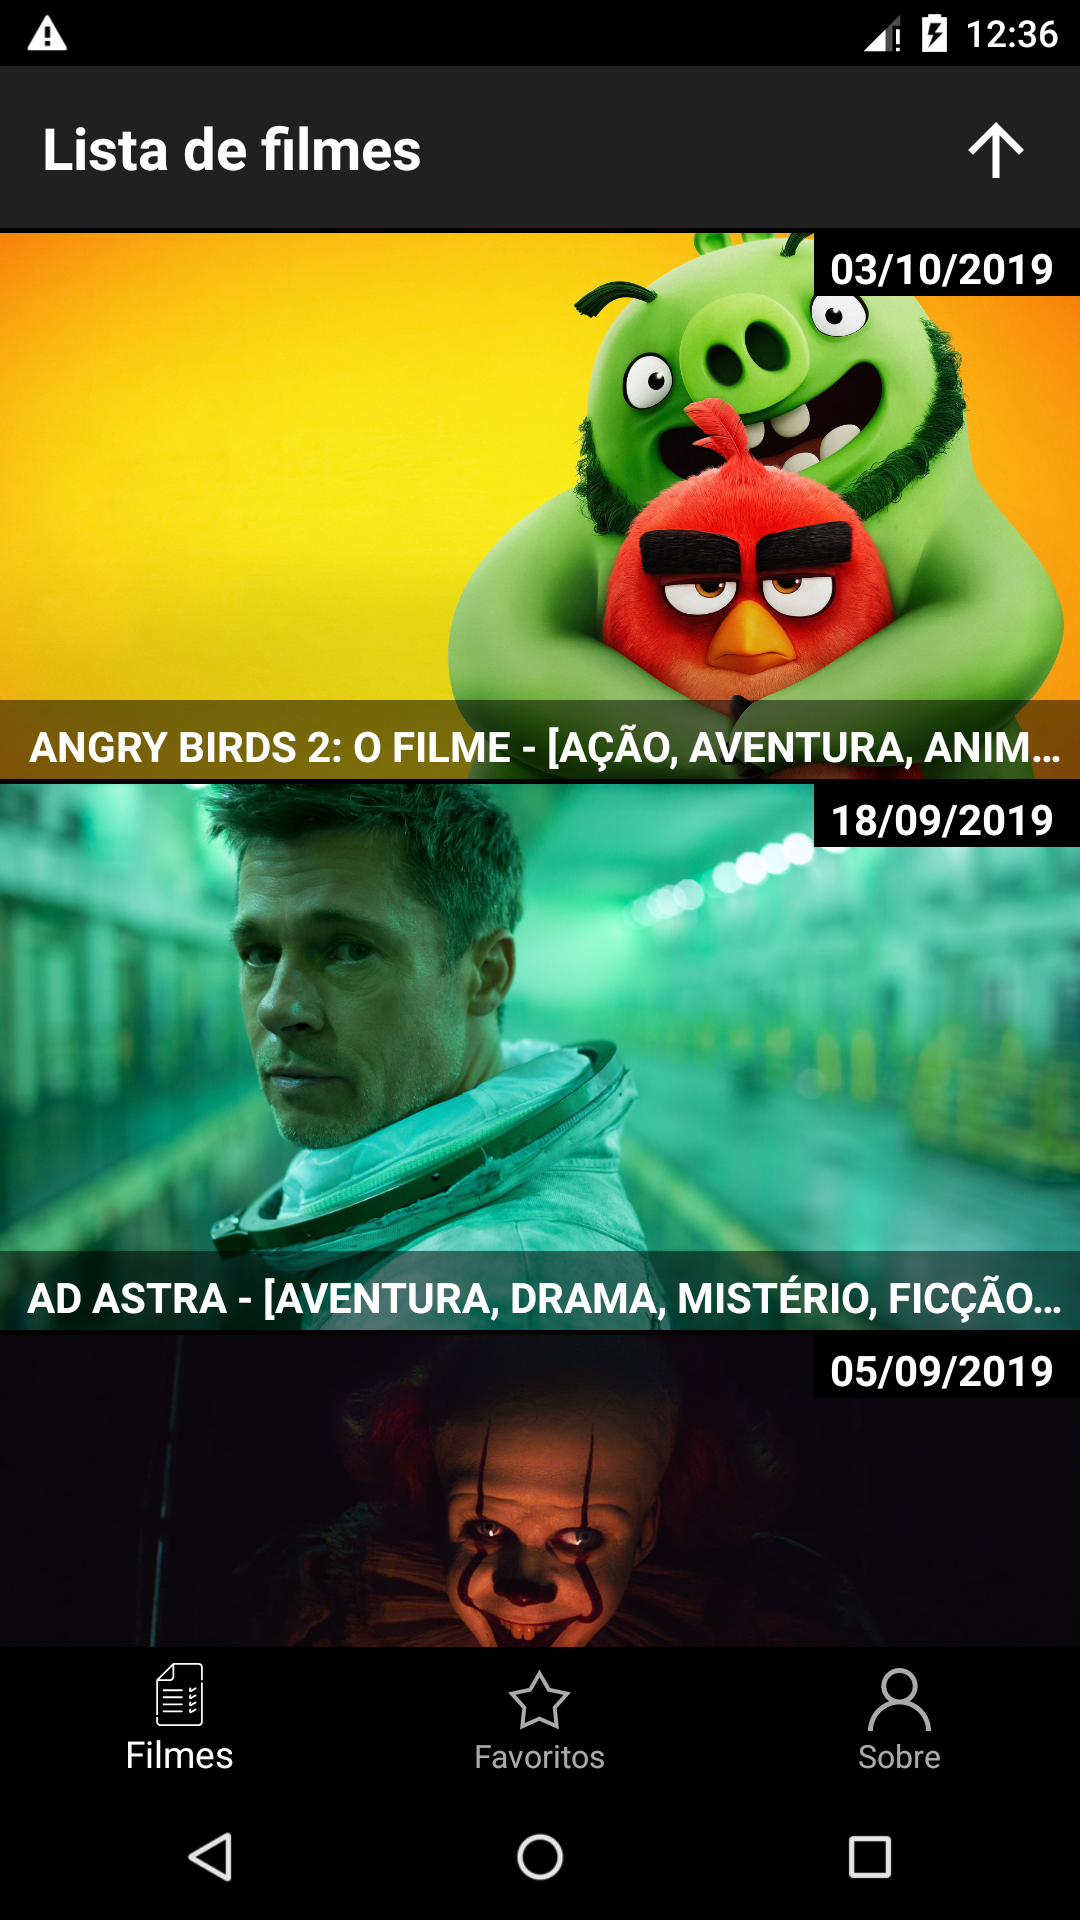 12:36
Lista de filmes
03/10/2019
ANGRY BIRDS 2: O FILME - [AÇÃO, AVENTURA, ANIM...
18/09/2019
AD ASTRA - [AVENTURA, DRAMA, MISTÉRIO, FICÇÃO...
05/09/2019
Filmes
Favoritos
Sobre